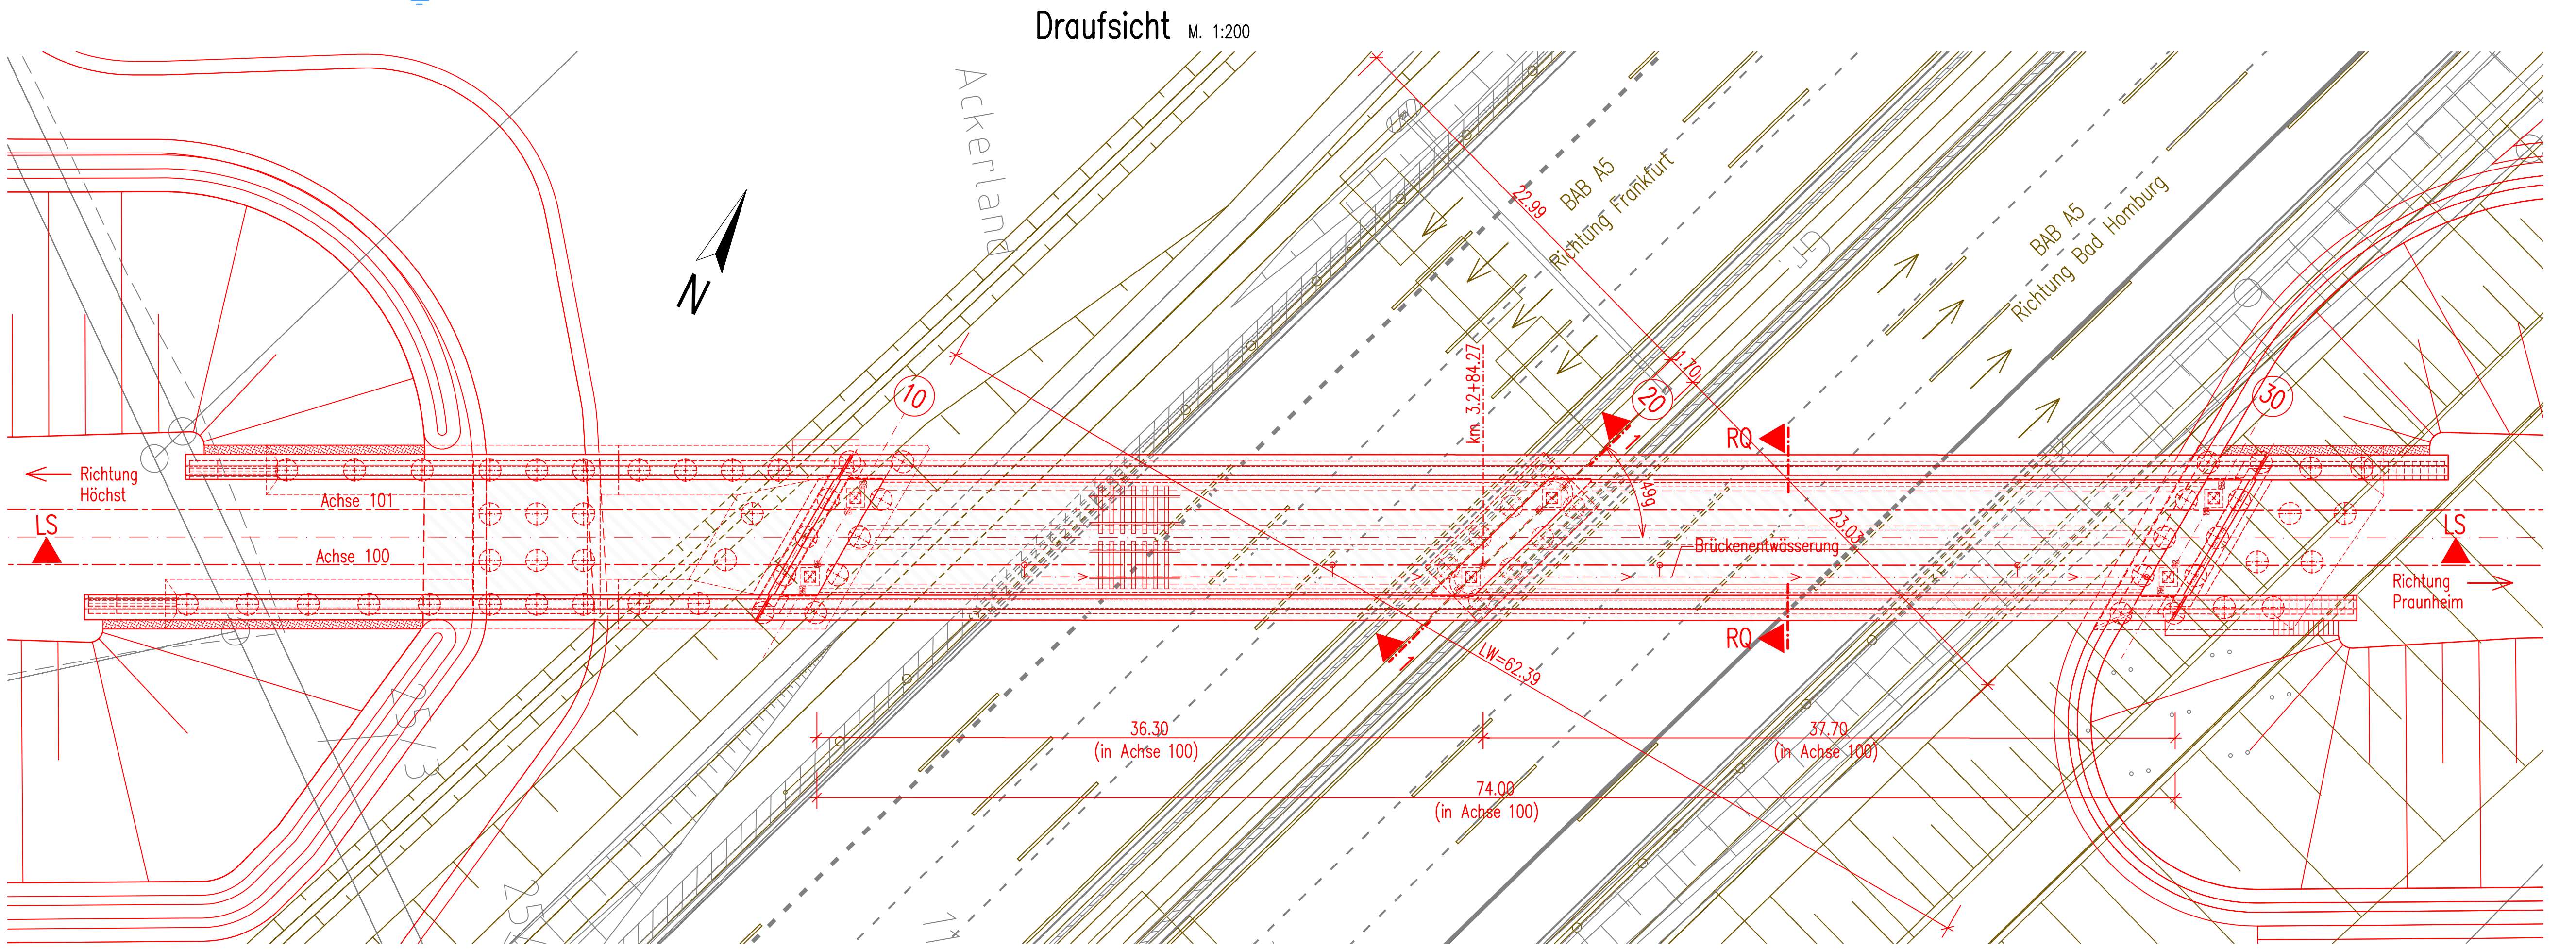 Draufsicht M. 1:200
Ackerland
BAB A5
Richtung Frankfurt
BAB A5
Richtung Bad Homburg
22.99
1.70
23.03
N
10
20
30
km 3.2+84.27
49g
1
1
RQ
RQ
Richtung
Höchst
Achse 101
Achse 100
LS
LS
Brückenentwässerung
Richtung
Praunheim
LW=62.39
36.30
(in Achse 100)
37.70
(in Achse 100)
74.00
(in Achse 100)